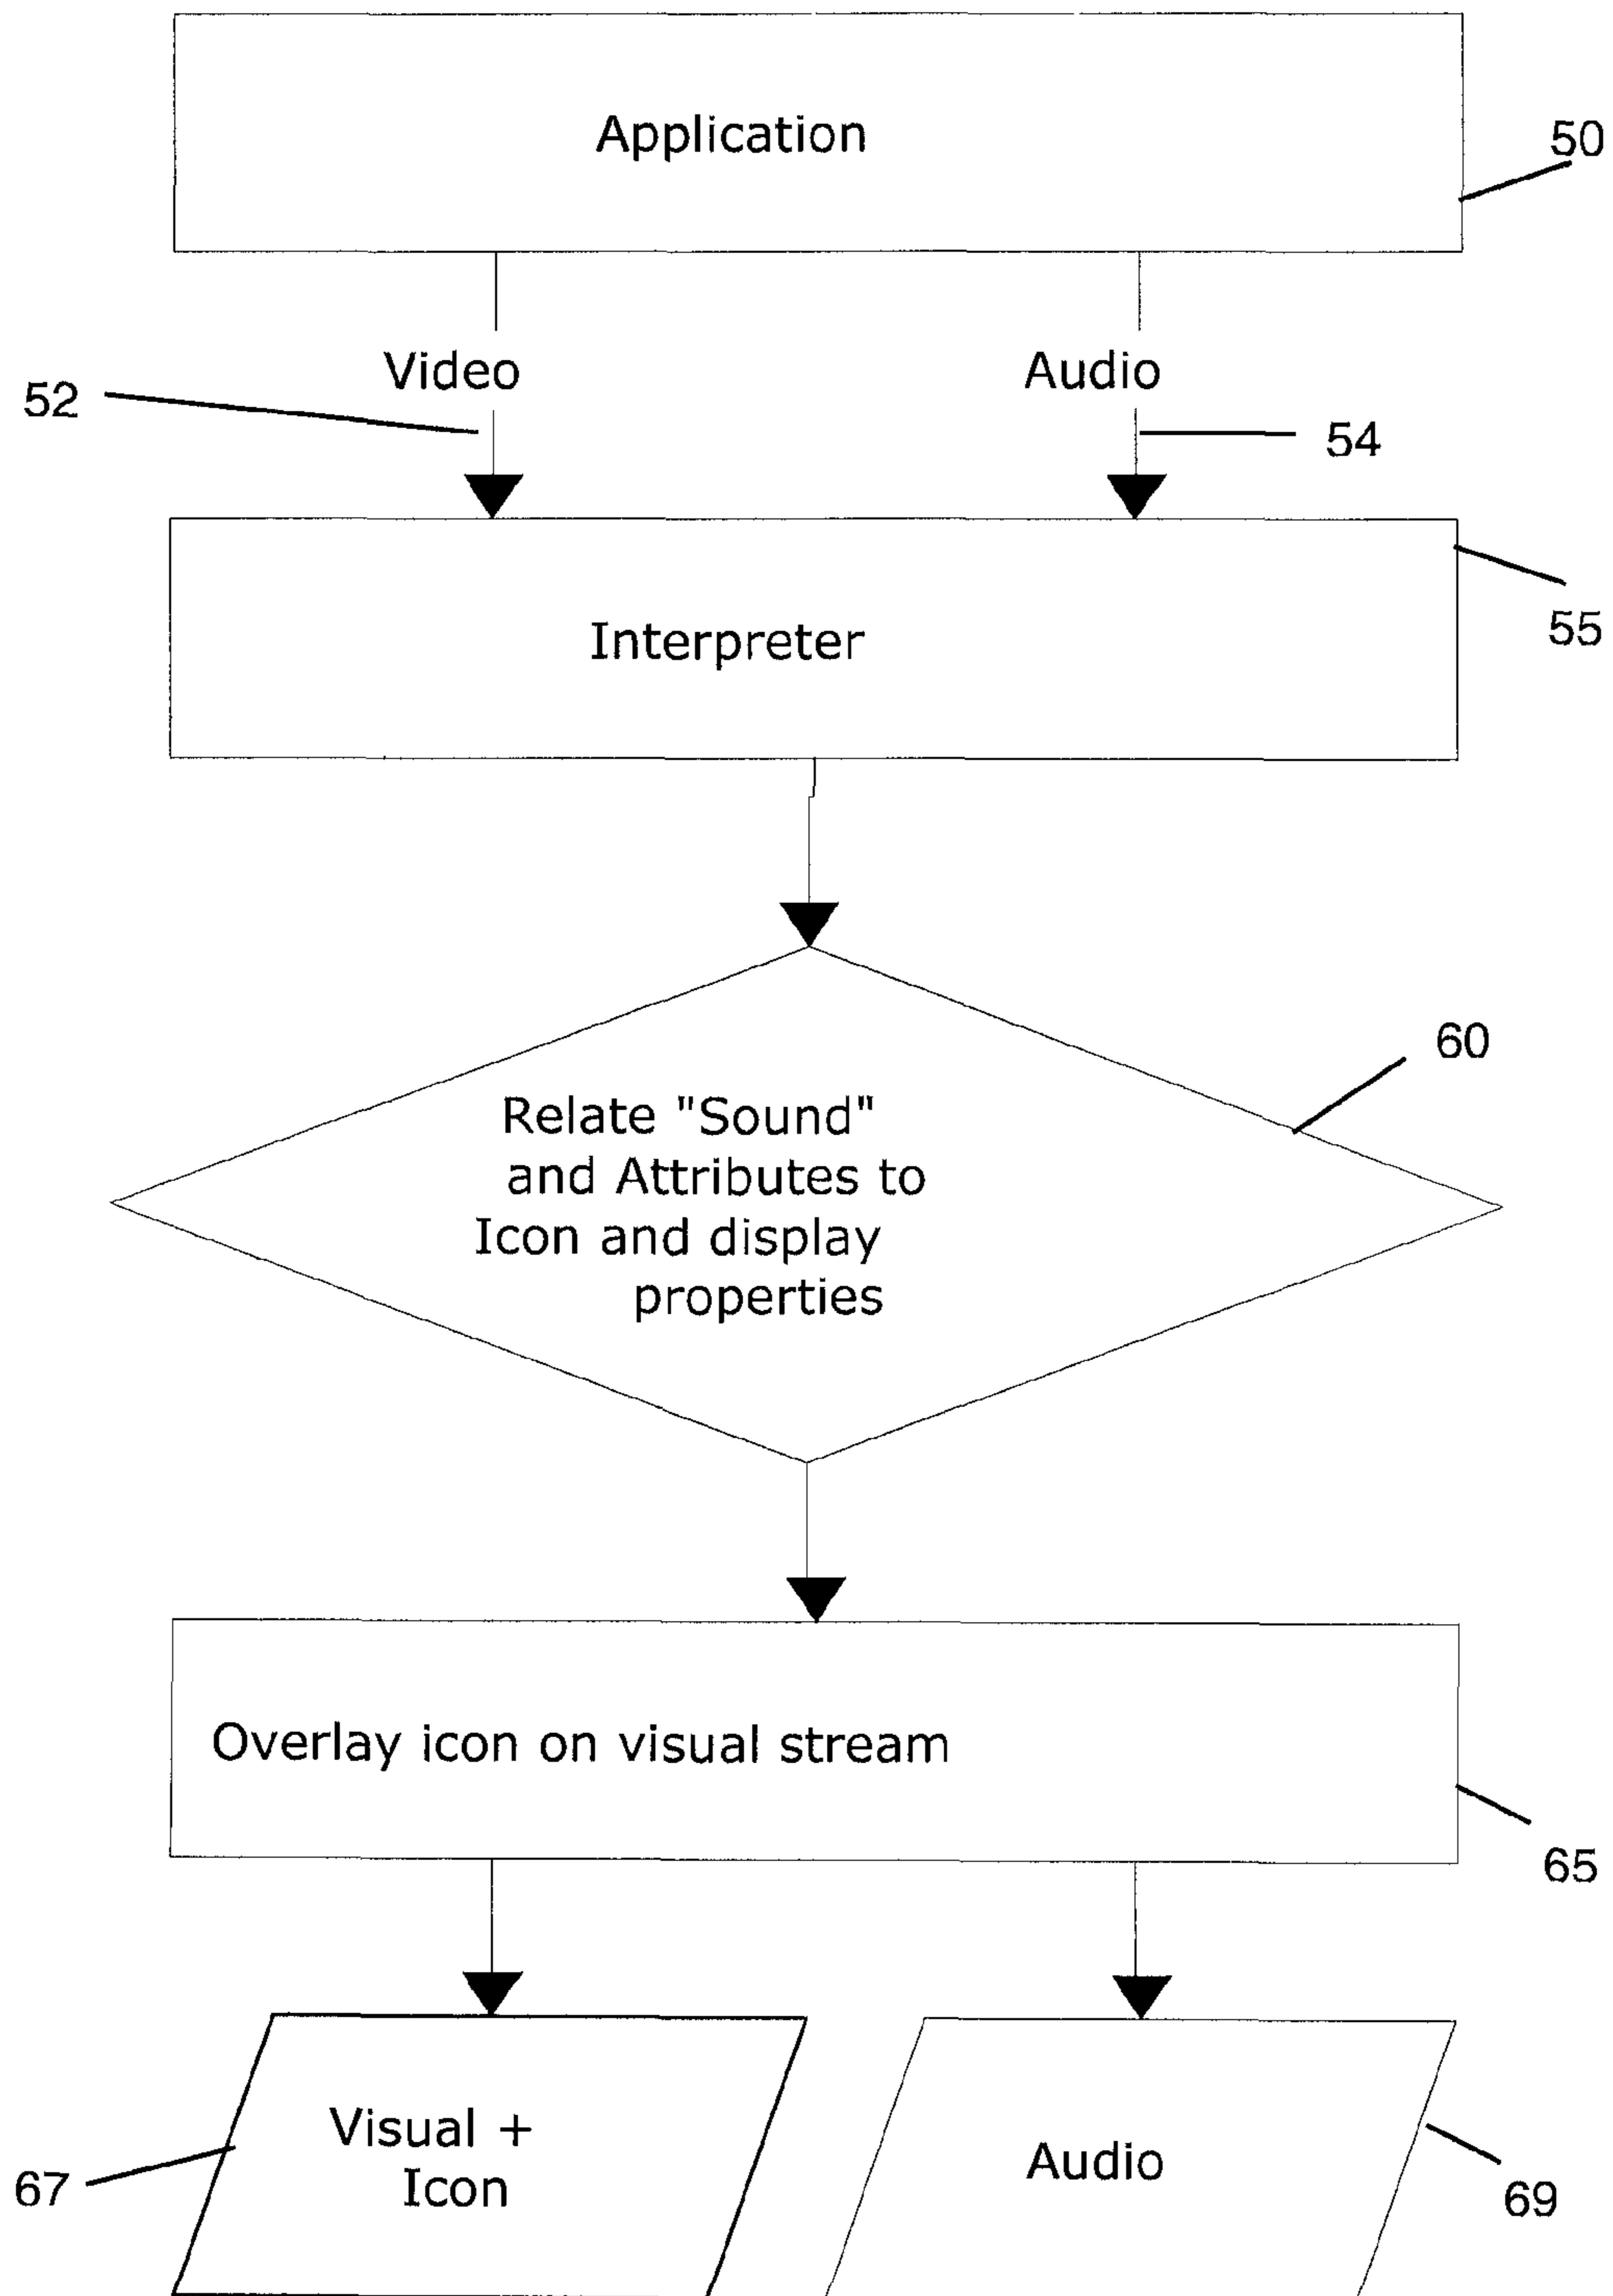 Application
50
Video
Audio
52
54
Interpreter
55
60
Relate "Sound"
and Attributes to
Icon and display
properties
Overlay icon on visual stream
65
Visual +
Icon
Audio
67
69